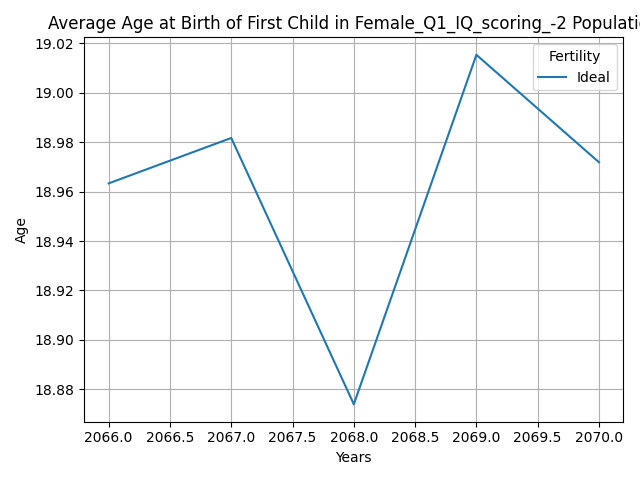 Average Age at Birth of First Child in Female_Q1_IQ_scoring_-2 Populati
Fertility
Ideal
19.02
19.00
18.98
18.96
18.94
18.92
18.90
18.88
Age
2066.0 2066.5 2067.0 2067.5 2068.0 2068.5 2069.0 2069.5 2070.0
Years